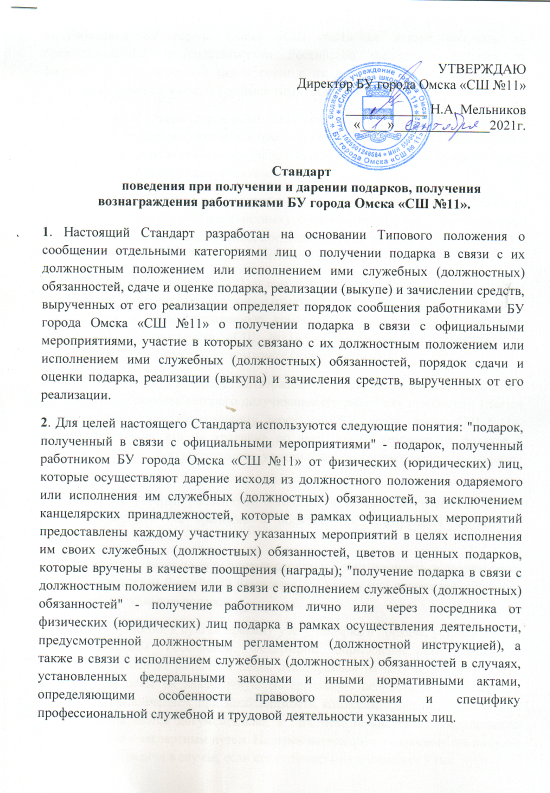 УТВЕРЖДАЮ
Директор БУ города Омска «СШ №11»
Н.А. Мельников
« » сентября 2021г.
Стандарт
поведения при получении и дарении подарков, получения
вознаграждения работниками БУ города Омска «СШ №11».
1. Настоящий Стандарт разработан на основании Типового положения о
сообщении отдельными категориями лиц о получении подарка в связи с их
должностным положением или исполнением ими служебных (должностных)
обязанностей, сдаче и оценке подарка, реализации (выкупе) и зачислении средств,
вырученных от его реализации определяет порядок сообщения работниками БУ
города Омска «СШ №11» о получении подарка в связи с официальными
мероприятиями, участие в которых связано с их должностным положением или
исполнением ими служебных (должностных) обязанностей, порядок сдачи и
оценки подарка, реализации (выкупа) и зачисления средств, вырученных от его
реализации.
2. Для целей настоящего Стандарта используются следующие понятия: "подарок,
полученный в связи с официальными мероприятиями" - подарок, полученный
работником БУ города Омска «СШ №11» от физических (юридических) лиц,
которые осуществляют дарение исходя из должностного положения одаряемого
или исполнения им служебных (должностных) обязанностей, за исключением
канцелярских принадлежностей, которые в рамках официальных мероприятий
предоставлены каждому участнику указанных мероприятий в целях исполнения
им своих служебных (должностных) обязанностей, цветов и ценных подарков,
которые вручены в качестве поощрения (награды); "получение подарка в связи с
должностным положением или в связи с исполнением служебных (должностных)
обязанностей" - получение работником лично или через посредника от
физических (юридических) лиц подарка в рамках осуществления деятельности,
предусмотренной должностным регламентом (должностной инструкцией), а
также в связи с исполнением служебных (должностных) обязанностей в случаях,
установленных федеральными законами и иными нормативными актами,
определяющими особенности правового положения и специфику
профессиональной служебной и трудовой деятельности указанных лиц.